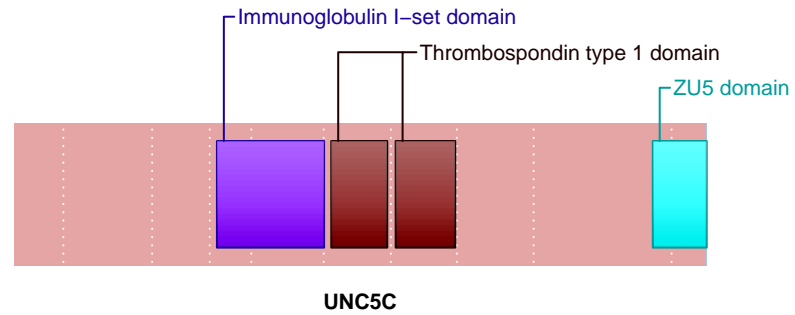 Immunoglobulin I−set domain
Thrombospondin type 1 domain
ZU5 domain
UNC5C